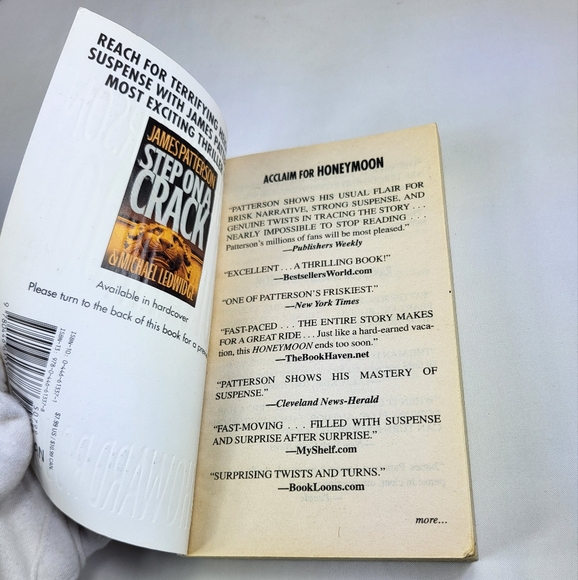 REACH FOR TERRIFYING
SUSPENSE WITH JAMES
MOST EXCITING
JAMES PATTERSON
STEP ON A
CRACK
& MICHAEL
Available in hardcover
Please turn to the back of this book for a
$7.99 US
ACCLAIM FOR HONEYMOON
“PATTERSON SHOWS HIS USUAL FLAIR FOR
BRISK NARRATIVE, STRONG SUSPENSE, AND
GENUINE TWISTS IN TRACING THE STORY . . .
NEARLY IMPOSSIBLE TO STOP READING . . .
Patterson’s millions of fans will be most pleased.”
—Publishers Weekly
“EXCELLENT . . . A THRILLING BOOK!”
—BestsellersWorld.com
“ONE OF PATTERSON’S FRISKIEST.”
—New York Times
“FAST-PACED . . . THE ENTIRE STORY MAKES
FOR A GREAT RIDE . . . Just like a hard-earned vaca-
tion, this HONEYMOON ends too soon.”
—TheBookHaven.net
“PATTERSON SHOWS HIS MASTERY OF
SUSPENSE.”
—Cleveland News-Herald
“FAST-MOVING . . . FILLED WITH SUSPENSE
AND SURPRISE AFTER SURPRISE.”
—MyShelf.com
“SURPRISING TWISTS AND TURNS.”
—BookLoons.com
more...